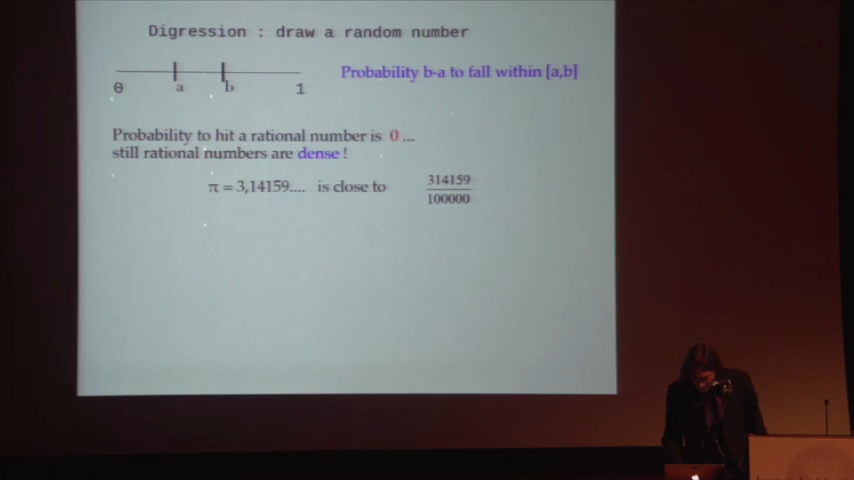 Digression : draw a random number
0 a b 1
Probability b-a to fall within [a,b]
Probability to hit a rational number is 0 ...
still rational numbers are dense !
π = 3,14159.... is close to 314159
100000